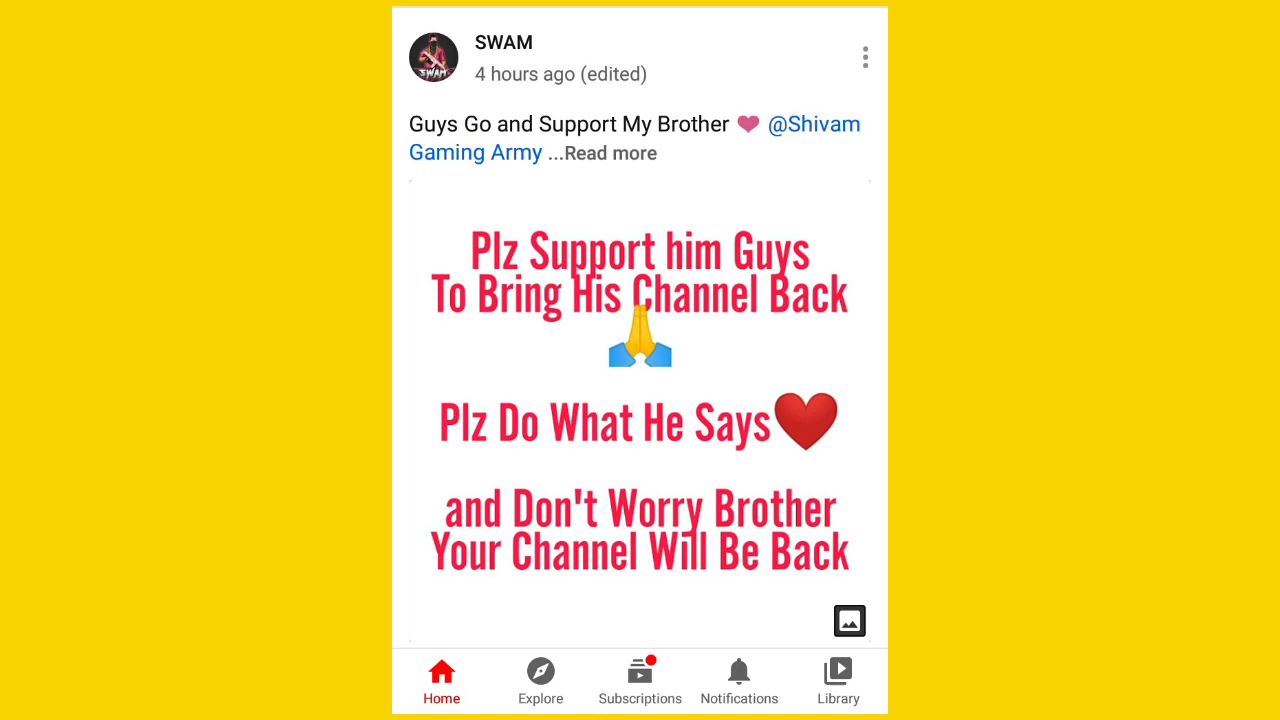 SWAM
SWAM
4 hours ago (edited)
Guys Go and Support My Brother ❤ @Shivam
Gaming Army ...Read more
Plz Support him Guys
To Bring His Channel Back
🙏
Plz Do What He Says❤️
and Don't Worry Brother
Your Channel Will Be Back
Home Explore Subscriptions Notifications Library